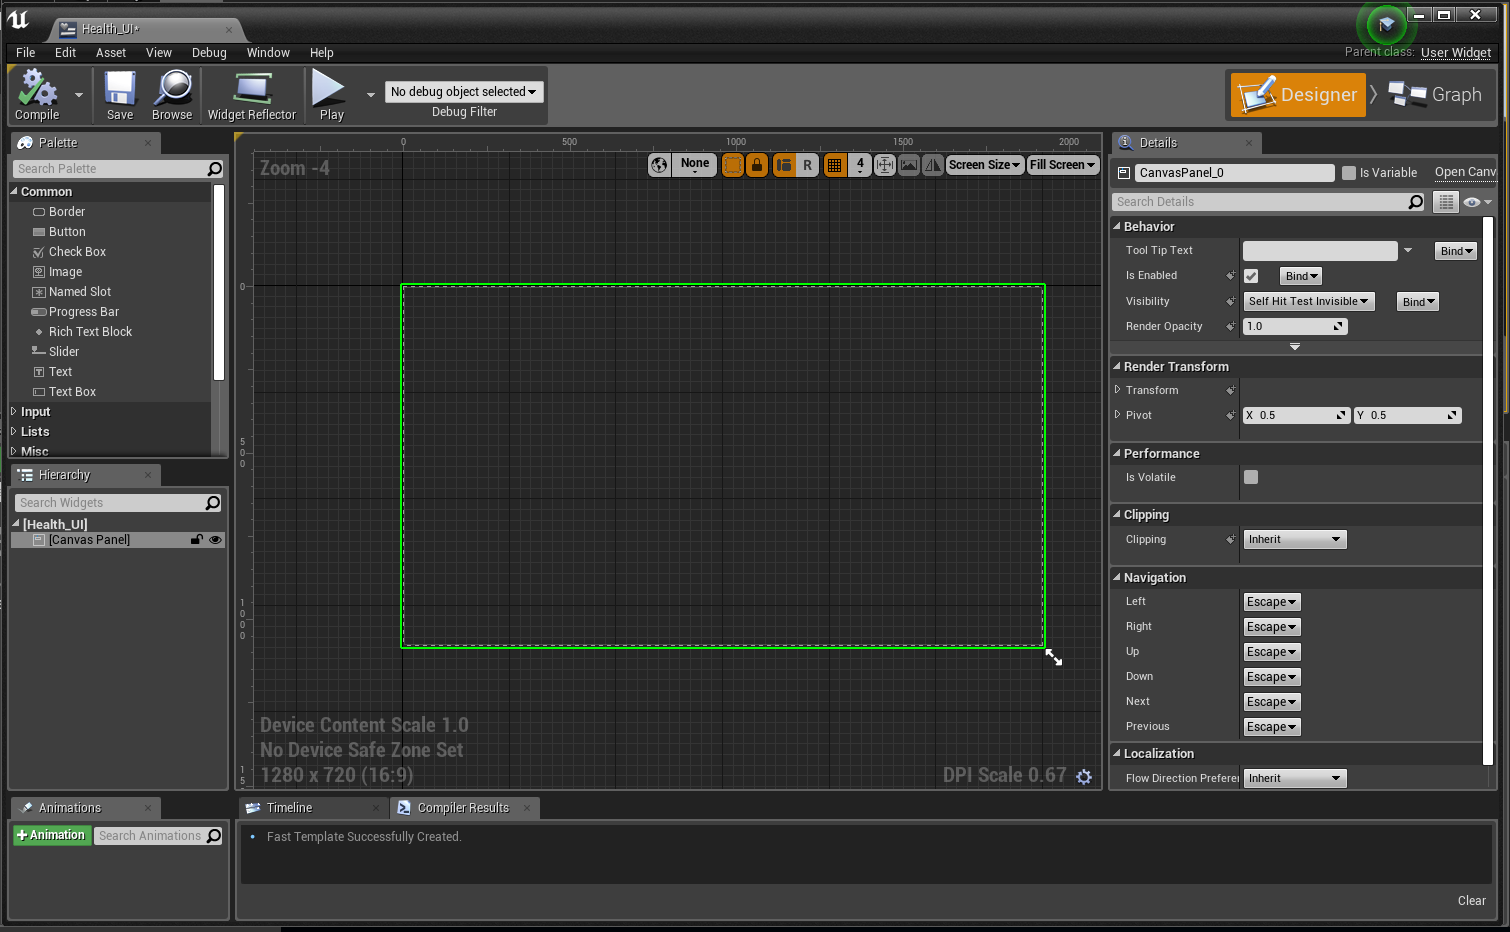 Health_UI*
File Edit Asset View Debug Window Help
Parent class: User Widget
Compile
Save
Browse
Widget Reflector
Play
No debug object selected
Debug Filter
Designer
Graph
Palette
Search Palette
Common
Border
Button
Check Box
Image
Named Slot
Progress Bar
Rich Text Block
Slider
Text
Text Box
Input
Lists
Misc
Hierarchy
Search Widgets
[Health_UI]
[Canvas Panel]
Animations
+Animation
Search Animations
0 500 1000 1500 2000
Zoom -4
None
R
4
Screen Size
Fill Screen
0
500
1000
15
Device Content Scale 1.0
No Device Safe Zone Set
1280 x 720 (16:9)
DPI Scale 0.67
Timeline
Compiler Results
Fast Template Successfully Created.
Clear
Details
CanvasPanel_0
Is Variable
Open Canv
Search Details
Behavior
Tool Tip Text
Bind
Is Enabled
Bind
Visibility
Self Hit Test Invisible
Bind
Render Opacity
1.0
Render Transform
Transform
Pivot
X 0.5
Y 0.5
Performance
Is Volatile
Clipping
Clipping
Inherit
Navigation
Left
Escape
Right
Escape
Up
Escape
Down
Escape
Next
Escape
Previous
Escape
Localization
Flow Direction Preferen
Inherit